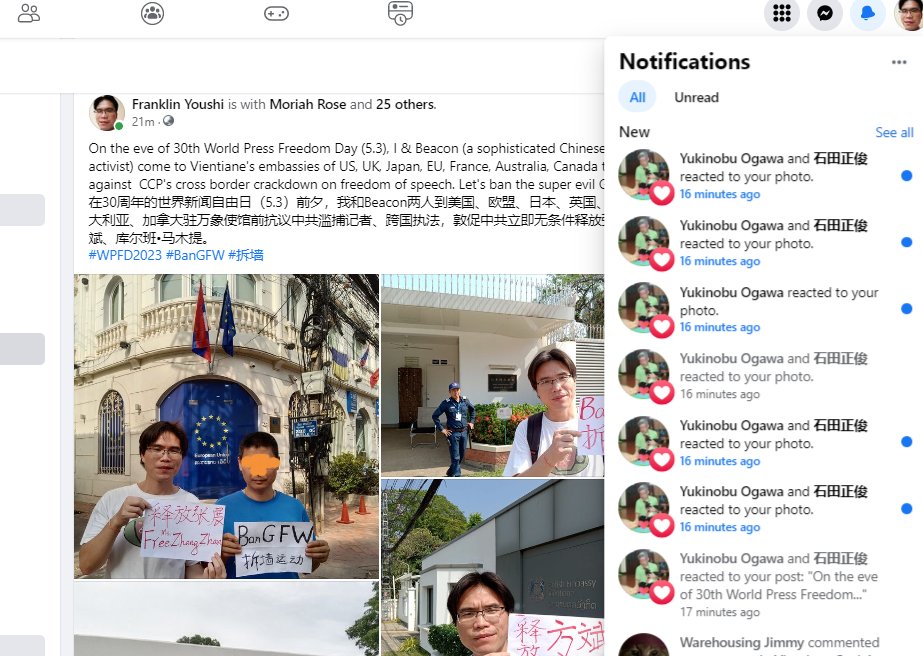 Franklin Youshi is with Moriah Rose and 25 others.
21m
On the eve of 30th World Press Freedom Day (5.3), I & Beacon (a sophisticated Chinese
activist) come to Vientiane's embassies of US, UK, Japan, EU, France, Australia, Canada
against CCP's cross border crackdown on freedom of speech. Let's ban the super evil
在30周年的世界新闻自由日（5.3）前夕，我和Beacon两人到美国、欧盟、日本、英国、
大利亚、加拿大驻万象使馆前抗议中共滥捕记者、跨国执法，敦促中共立即无条件释放
斌、库尔班•马木提。
#WPFD2023 #BanGFW #拆墙
European Union
释放张展
Free Zhang Zhan
BanGFW
拆墙运动
Ba
拆
British Embassy
Vientiane
释放 方斌
Notifications
All
Unread
New
See all
Yukinobu Ogawa and 石田正俊
reacted to your photo.
16 minutes ago
Yukinobu Ogawa and 石田正俊
reacted to your photo.
16 minutes ago
Yukinobu Ogawa reacted to your
photo.
16 minutes ago
Yukinobu Ogawa and 石田正俊
reacted to your photo.
16 minutes ago
Yukinobu Ogawa and 石田正俊
reacted to your photo.
16 minutes ago
Yukinobu Ogawa and 石田正俊
reacted to your photo.
16 minutes ago
Yukinobu Ogawa and 石田正俊
reacted to your post: "On the eve
of 30th World Press Freedom..."
17 minutes ago
Warehousing Jimmy commented